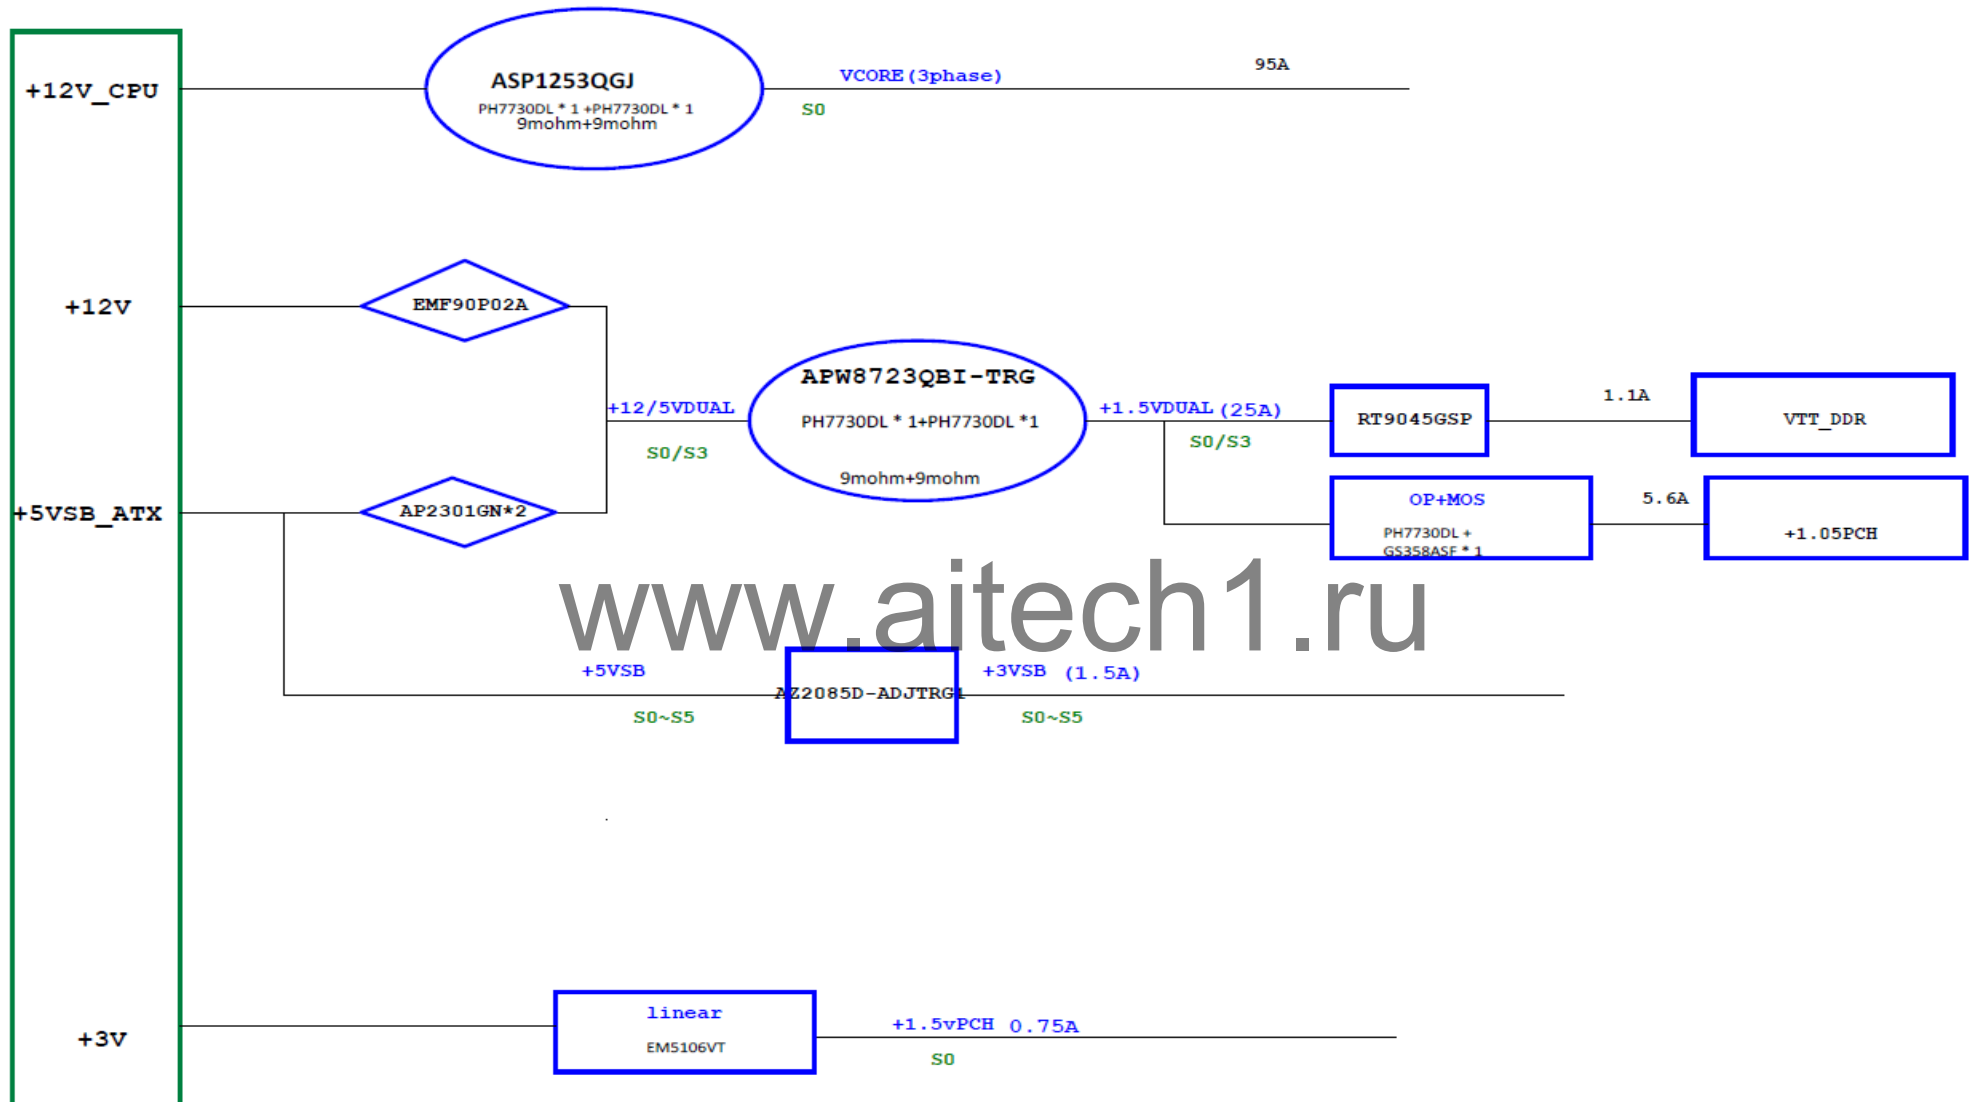 ASP1253QGJ
PH7730DL * 1 +PH7730DL * 1
9mohm+9mohm
+12V_CPU
VCORE(3phase)
95A
S0
+12V
EMF90P02A
+12/5VDUAL
S0/S3
APW8723QBI-TRG
PH7730DL * 1+PH7730DL *1
9mohm+9mohm
+1.5VDUAL (25A)
S0/S3
RT9045GSP
1.1A
VTT_DDR
+5VSB_ATX
AP2301GN*2
OP+MOS
PH7730DL +
GS358ASF * 1
5.6A
+1.05PCH
www.aitech1.ru
+5VSB
S0~S5
AZ2085D-ADJTRG1
+3VSB (1.5A)
S0~S5
+3V
linear
EM5106VT
+1.5vPCH 0.75A
S0